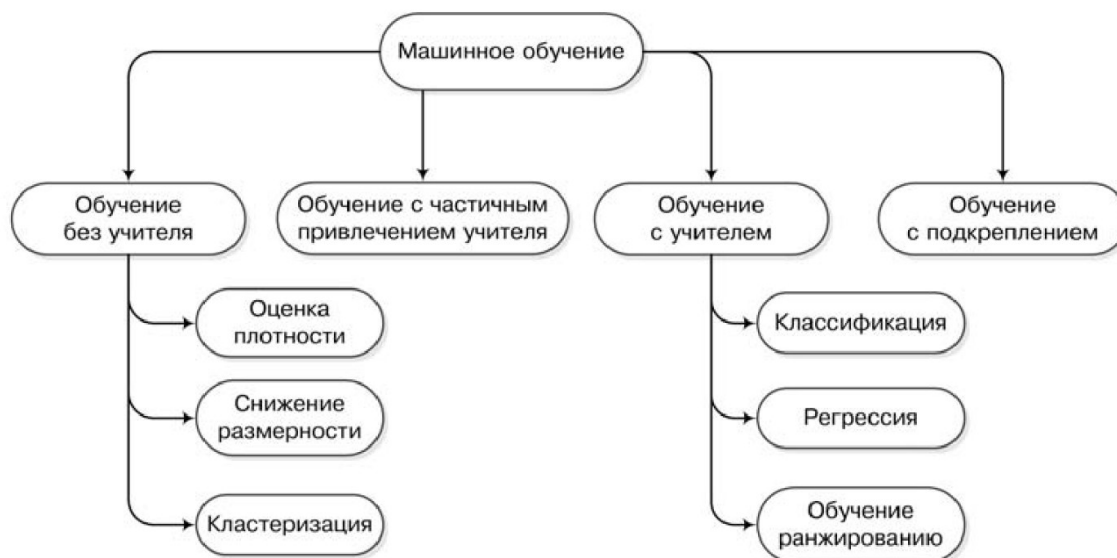 Машинное обучение
Обучение
без учителя
Обучение с частичным
привлечением учителя
Обучение
с учителем
Обучение
с подкреплением
Оценка
плотности
Снижение
размерности
Кластеризация
Классификация
Регрессия
Обучение
ранжированию